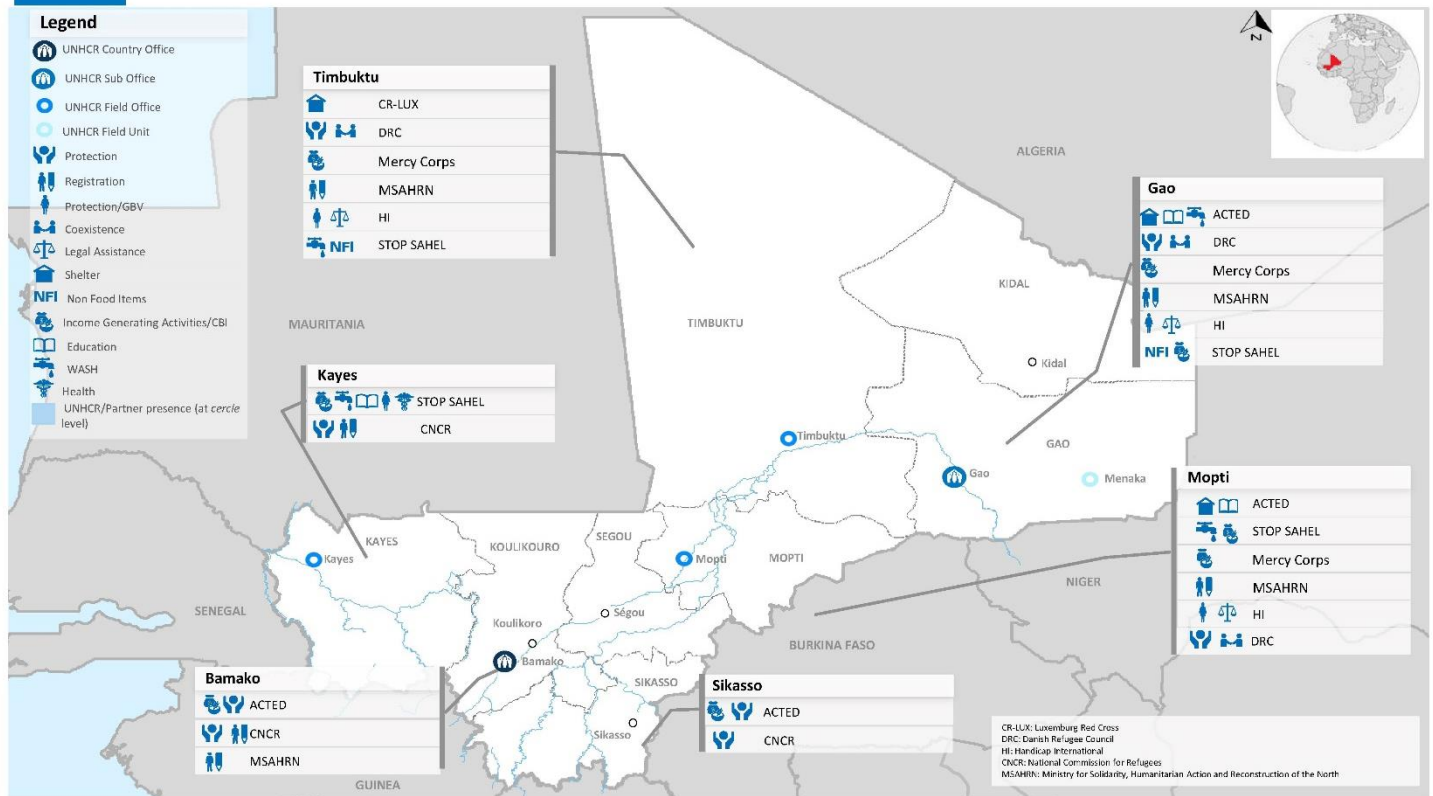 Legend
UNHCR Country Office
UNHCR Sub Office
UNHCR Field Office
UNHCR Field Unit
Protection
Registration
Protection/GBV
Coexistence
Legal Assistance
Shelter
NFI Non Food Items
Income Generating Activities/CBI
Education
WASH
Health
UNHCR/Partner presence (at cercle
level)
Timbuktu
CR-LUX
DRC
Mercy Corps
MSAHRN
HI
NFI STOP SAHEL
Kayes
STOP SAHEL
CNCR
Gao
ACTED
DRC
Mercy Corps
MSAHRN
HI
NFI STOP SAHEL
Mopti
ACTED
STOP SAHEL
Mercy Corps
MSAHRN
HI
DRC
Bamako
ACTED
CNCR
MSAHRN
Sikasso
ACTED
CNCR
N
ALGERIA
MAURITANIA
TIMBUKTU
KIDAL
Kidal
Timbuktu
GAO
Gao
Menaka
KAYES
Kayes
KOULIKOURO
SEGOU
Mopti
MOPTI
NIGER
SENEGAL
Ségou
Koulikoro
Bamako
BURKINA FASO
SIKASSO
Sikasso
GUINEA
CR-LUX: Luxemburg Red Cross
DRC: Danish Refugee Council
HI: Handicap International
CNCR: National Commission for Refugees
MSAHRN: Ministry for Solidarity, Humanitarian Action and Reconstruction of the North